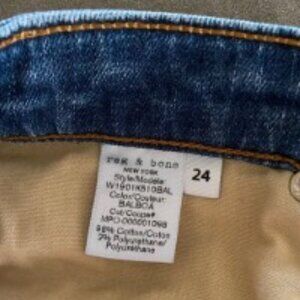 rag & bone
NEW YORK
Style/Modele:
W1901K510BAL
Color/Couleur:
BALBOA
Cut/Coupe#
MPO-00000109B
98% Cotton/Coton
2% Polyurethane/
Polyurethane
24